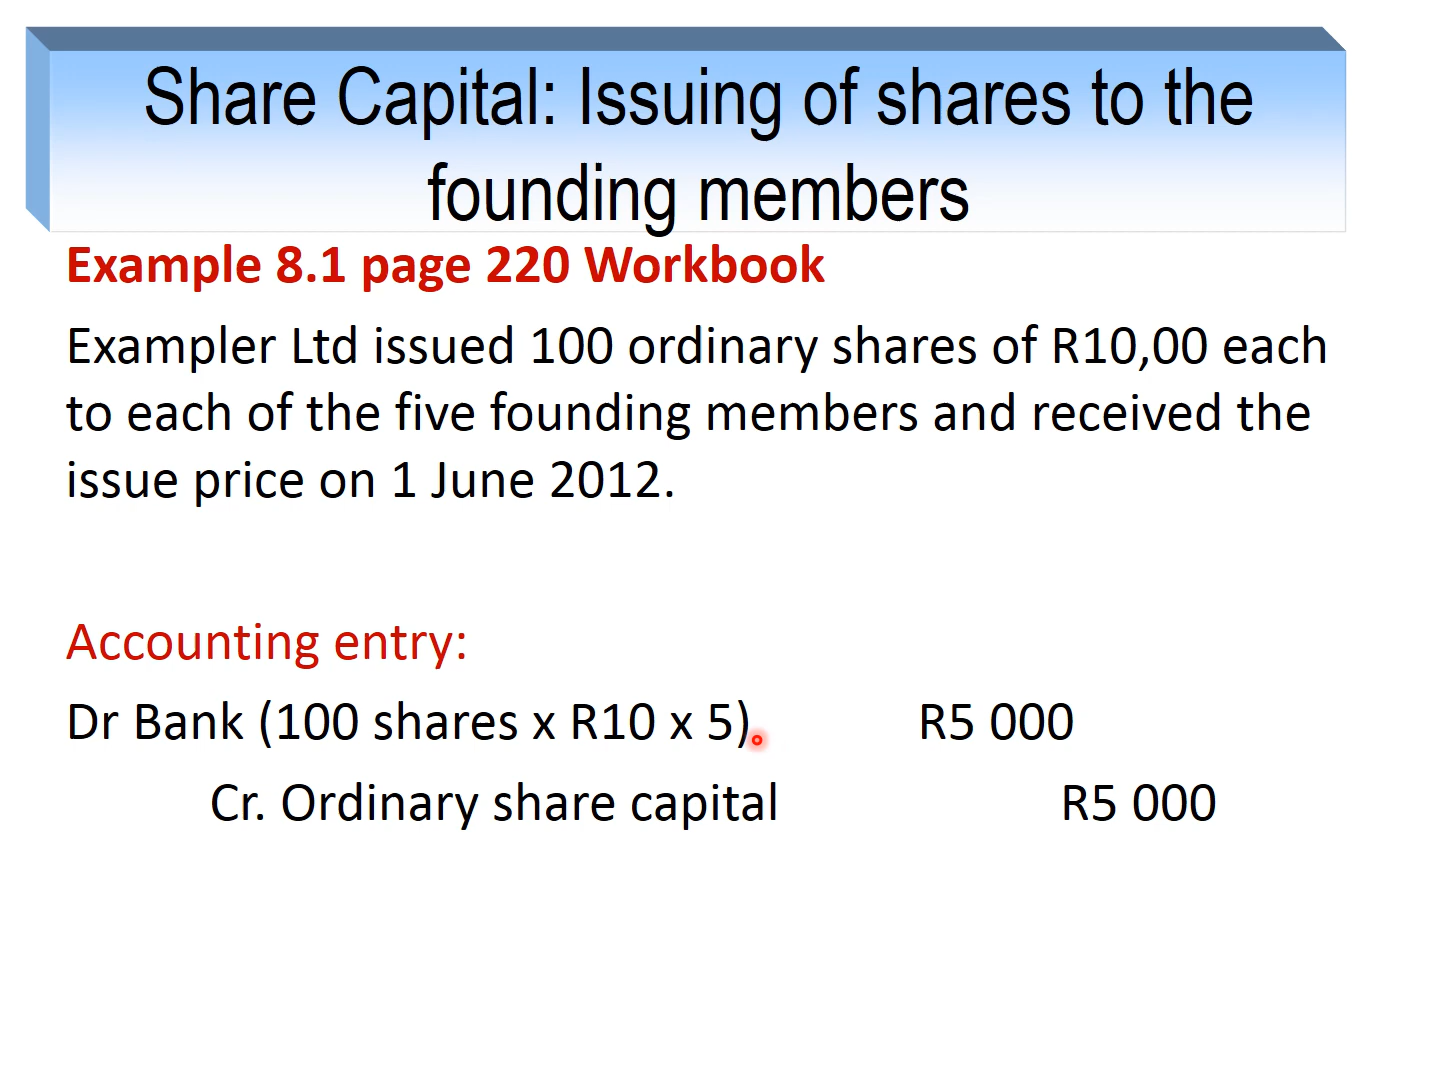 Share Capital: Issuing of shares to the
founding members
Example 8.1 page 220 Workbook
Exampler Ltd issued 100 ordinary shares of R10,00 each
to each of the five founding members and received the
issue price on 1 June 2012.
Accounting entry:
Dr Bank (100 shares x R10 x 5) R5 000
Cr. Ordinary share capital R5 000